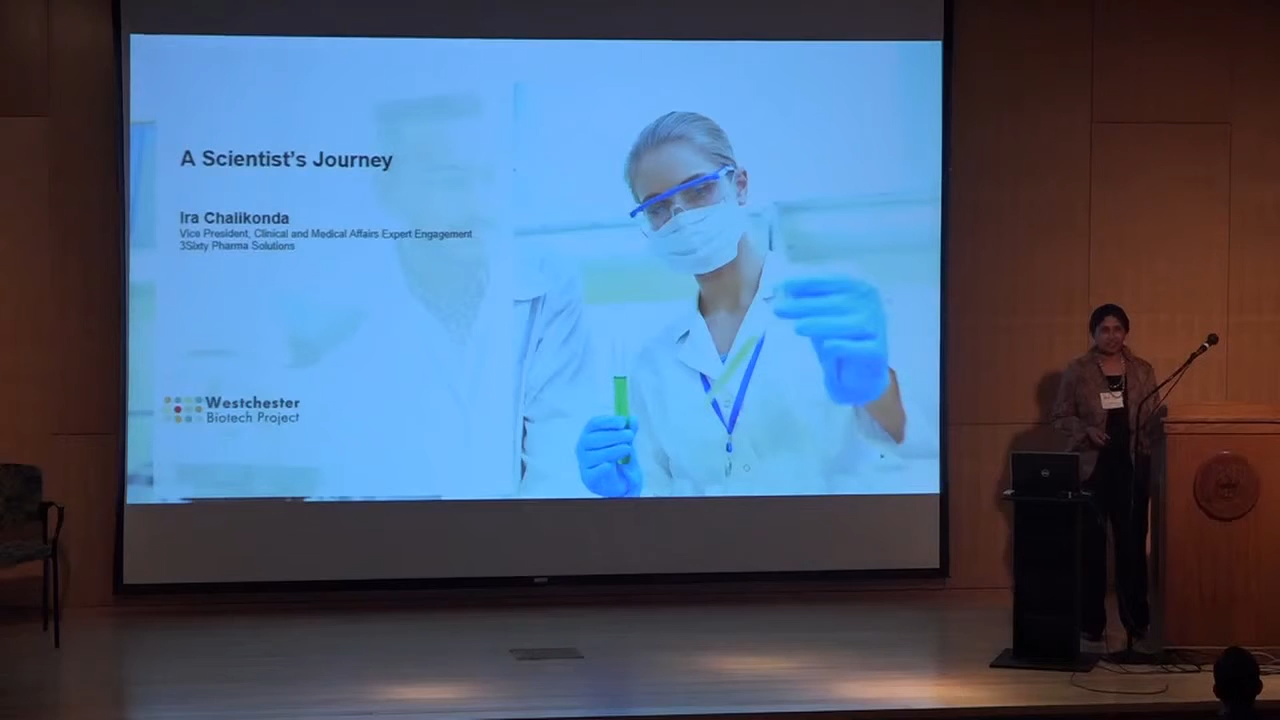 A Scientist's Journey
Ira Chalikonda
Vice President, Clinical and Medical Affairs Expert Engagement
3Sixty Pharma Solutions
Westchester
Biotech Project